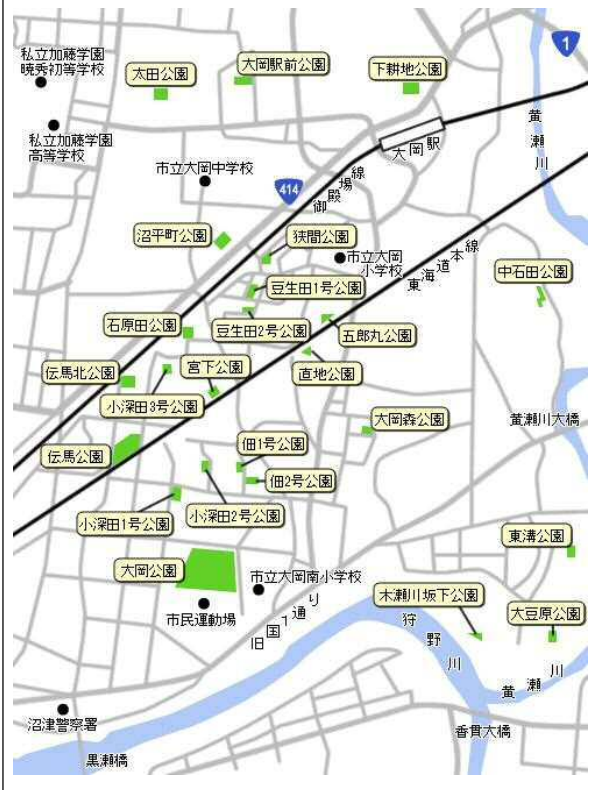 1
私立加藤学園
暁秀初等学校
太田公園
大岡駅前公園
下耕地公園
黄瀬川
私立加藤学園
高等学校
大岡駅
市立大岡中学校
414
御殿場線
沼平町公園
狭間公園
市立大岡
小学校
東海道本線
中石田公園
豆生田1号公園
石原田公園
豆生田2号公園
五郎丸公園
宮下公園
直地公園
伝馬北公園
小深田3号公園
大岡森公園
黄瀬川大橋
伝馬公園
佃1号公園
佃2号公園
小深田1号公園
小深田2号公園
東溝公園
大岡公園
市立大岡南小学校
木瀬川坂下公園
大豆原公園
市民運動場
旧国1通り
狩野川
黄瀬川
沼津警察署
香貫大橋
黒瀬橋